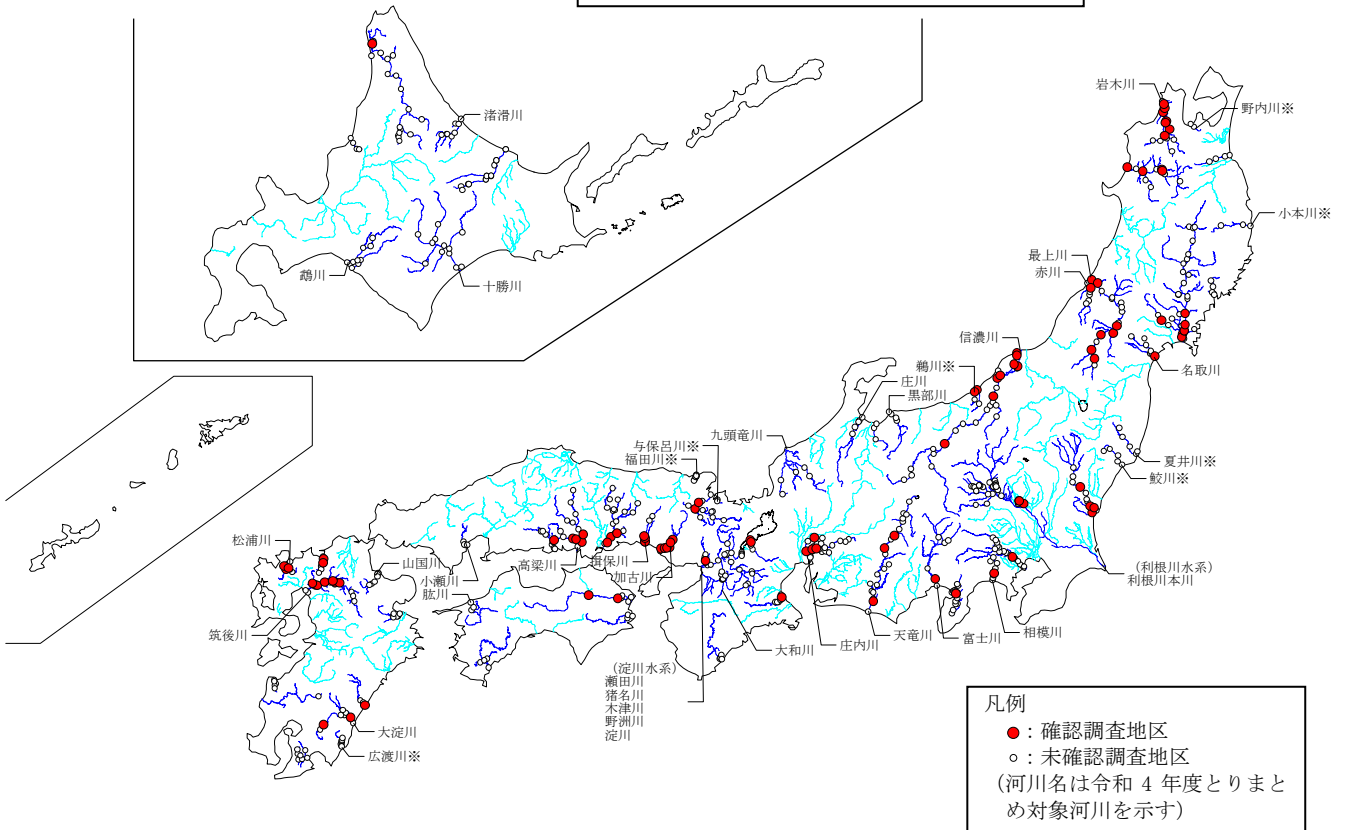 渚滑川
鵡川
十勝川
岩木川
野内川※
小本川※
最上川
赤川
信濃川
名取川
鵜川※
庄川
黒部川
九頭竜川
与保呂川※
福田川※
夏井川※
鮫川※
(利根川水系)
利根川本川
松浦川
山国川
小瀬川
肱川
高梁川
揖保川
加古川
筑後川
大淀川
広渡川※
(淀川水系)
瀬田川
猪名川
木津川
野洲川
淀川
大和川
庄内川
天竜川
富士川
相模川
凡例
●：確認調査地区
○：未確認調査地区
(河川名は令和 4 年度とりまと
め対象河川を示す)